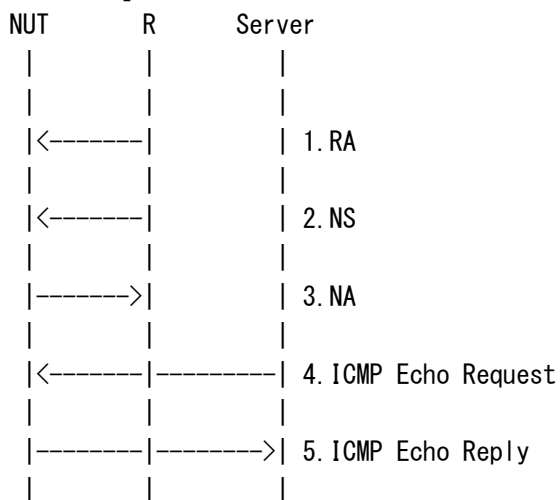 NUT R Server
1.RA
2.NS
3.NA
4.ICMP Echo Request
5.ICMP Echo Reply